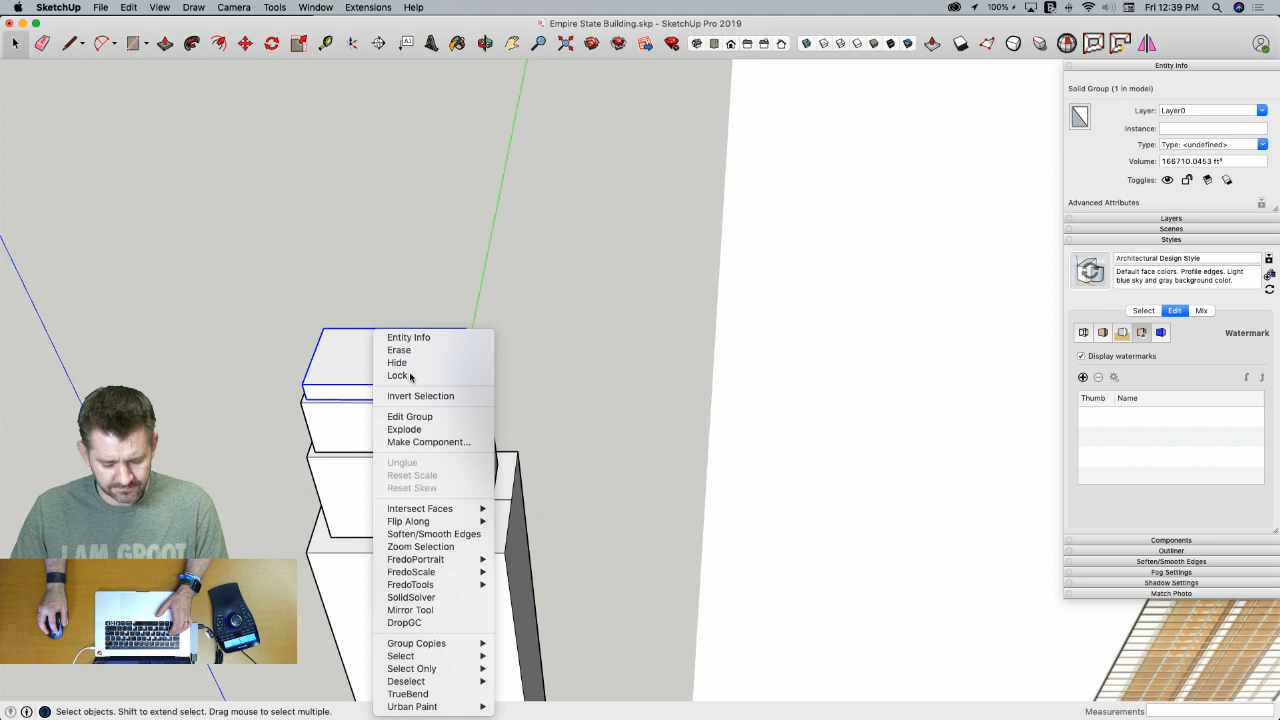 SketchUp File Edit View Draw Camera Tools Window Extensions Help
100% Fri 12:39 PM
Empire State Building.skp - SketchUp Pro 2019
Entity Info
Solid Group (1 in model)
Layer: Layer0
Instance:
Type: Type: <undefined>
Volume: 166710.0453 ft³
Toggles:
Advanced Attributes
Layers
Scenes
Styles
Architectural Design Style
Default face colors. Profile edges. Light
blue sky and gray background color.
Select Edit Mix
Watermark
Display watermarks
Thumb Name
Components
Outliner
Soften/Smooth Edges
Fog Settings
Shadow Settings
Match Photo
Entity Info
Erase
Hide
Lock
Invert Selection
Edit Group
Explode
Make Component...
Unglue
Reset Scale
Reset Skew
Intersect Faces
Flip Along
Soften/Smooth Edges
Zoom Selection
FredoPortrait
FredoScale
FredoTools
SolidSolver
Mirror Tool
DropGC
Group Copies
Select
Select Only
Deselect
TrueBend
Urban Paint
I AM GROOT
Select objects. Shift to extend select. Drag mouse to select multiple.
Measurements